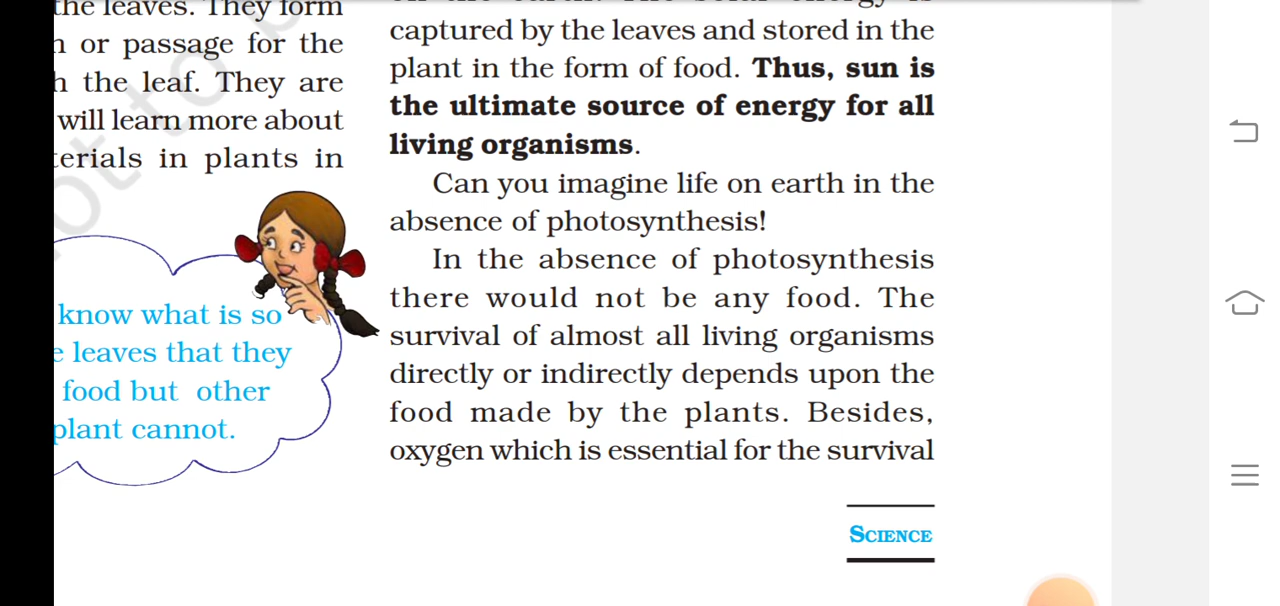 the leaves. They form
or passage for the
the leaf. They are
will learn more about
in plants in
know what is so
leaves that they
food but other
plant cannot.
captured by the leaves and stored in the
plant in the form of food. Thus, sun is
the ultimate source of energy for all
living organisms.
Can you imagine life on earth in the
absence of photosynthesis!
In the absence of photosynthesis
there would not be any food. The
survival of almost all living organisms
directly or indirectly depends upon the
food made by the plants. Besides,
oxygen which is essential for the survival
SCIENCE